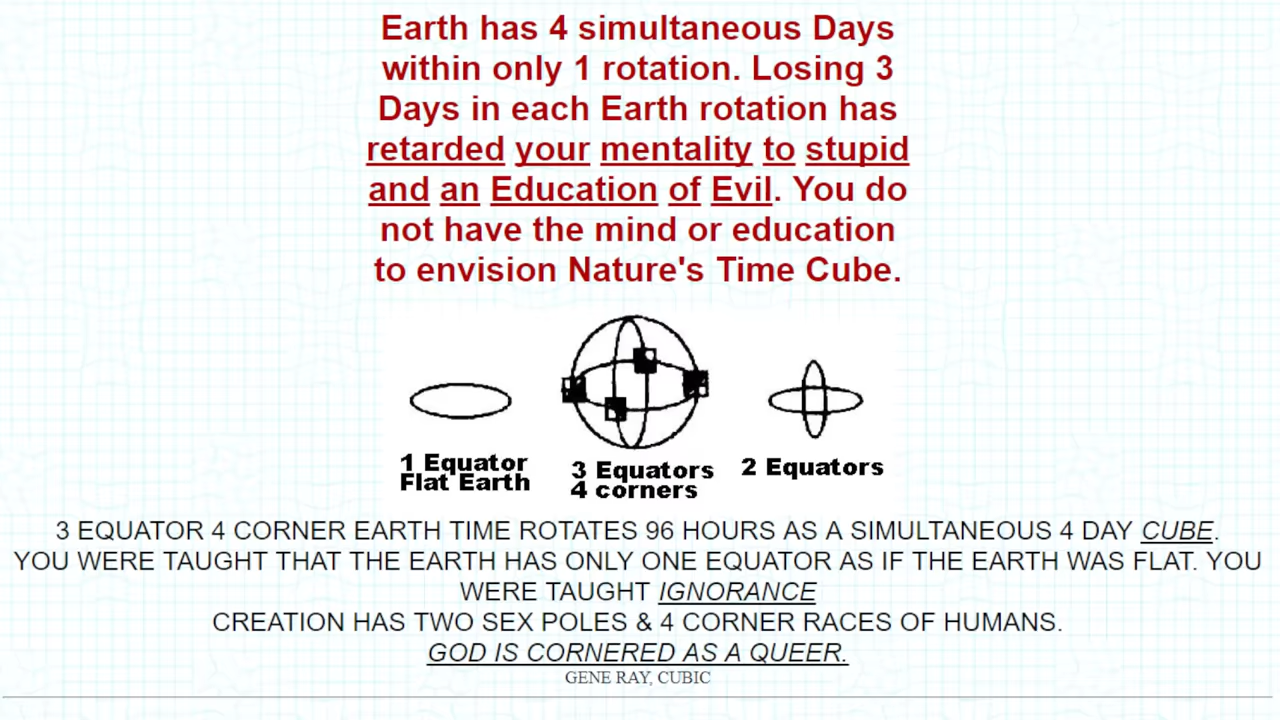 Earth has 4 simultaneous Days
within only 1 rotation. Losing 3
Days in each Earth rotation has
retarded your mentality to stupid
and an Education of Evil. You do
not have the mind or education
to envision Nature's Time Cube.
1 Equator
Flat Earth
3 Equators
4 corners
2 Equators
3 EQUATOR 4 CORNER EARTH TIME ROTATES 96 HOURS AS A SIMULTANEOUS 4 DAY CUBE.
YOU WERE TAUGHT THAT THE EARTH HAS ONLY ONE EQUATOR AS IF THE EARTH WAS FLAT. YOU
WERE TAUGHT IGNORANCE
CREATION HAS TWO SEX POLES & 4 CORNER RACES OF HUMANS.
GOD IS CORNERED AS A QUEER.
GENE RAY, CUBIC